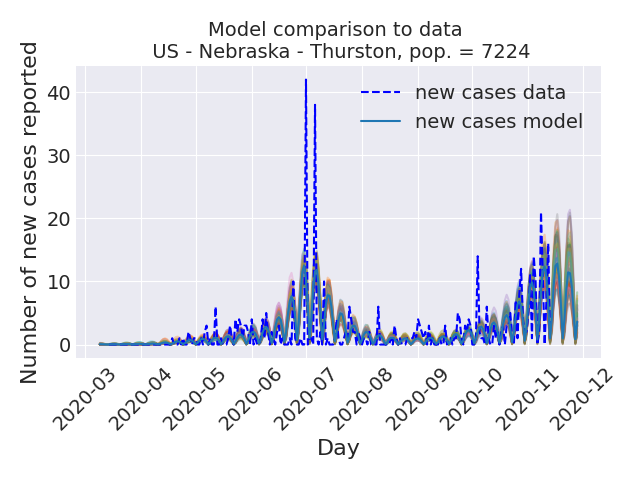 Model comparison to data
US - Nebraska - Thurston, pop. = 7224
Number of new cases reported
40
30
20
10
0
new cases data
new cases model
2020-03
2020-04
2020-05
2020-06
2020-07
2020-08
2020-09
2020-10
2020-11
2020-12
Day